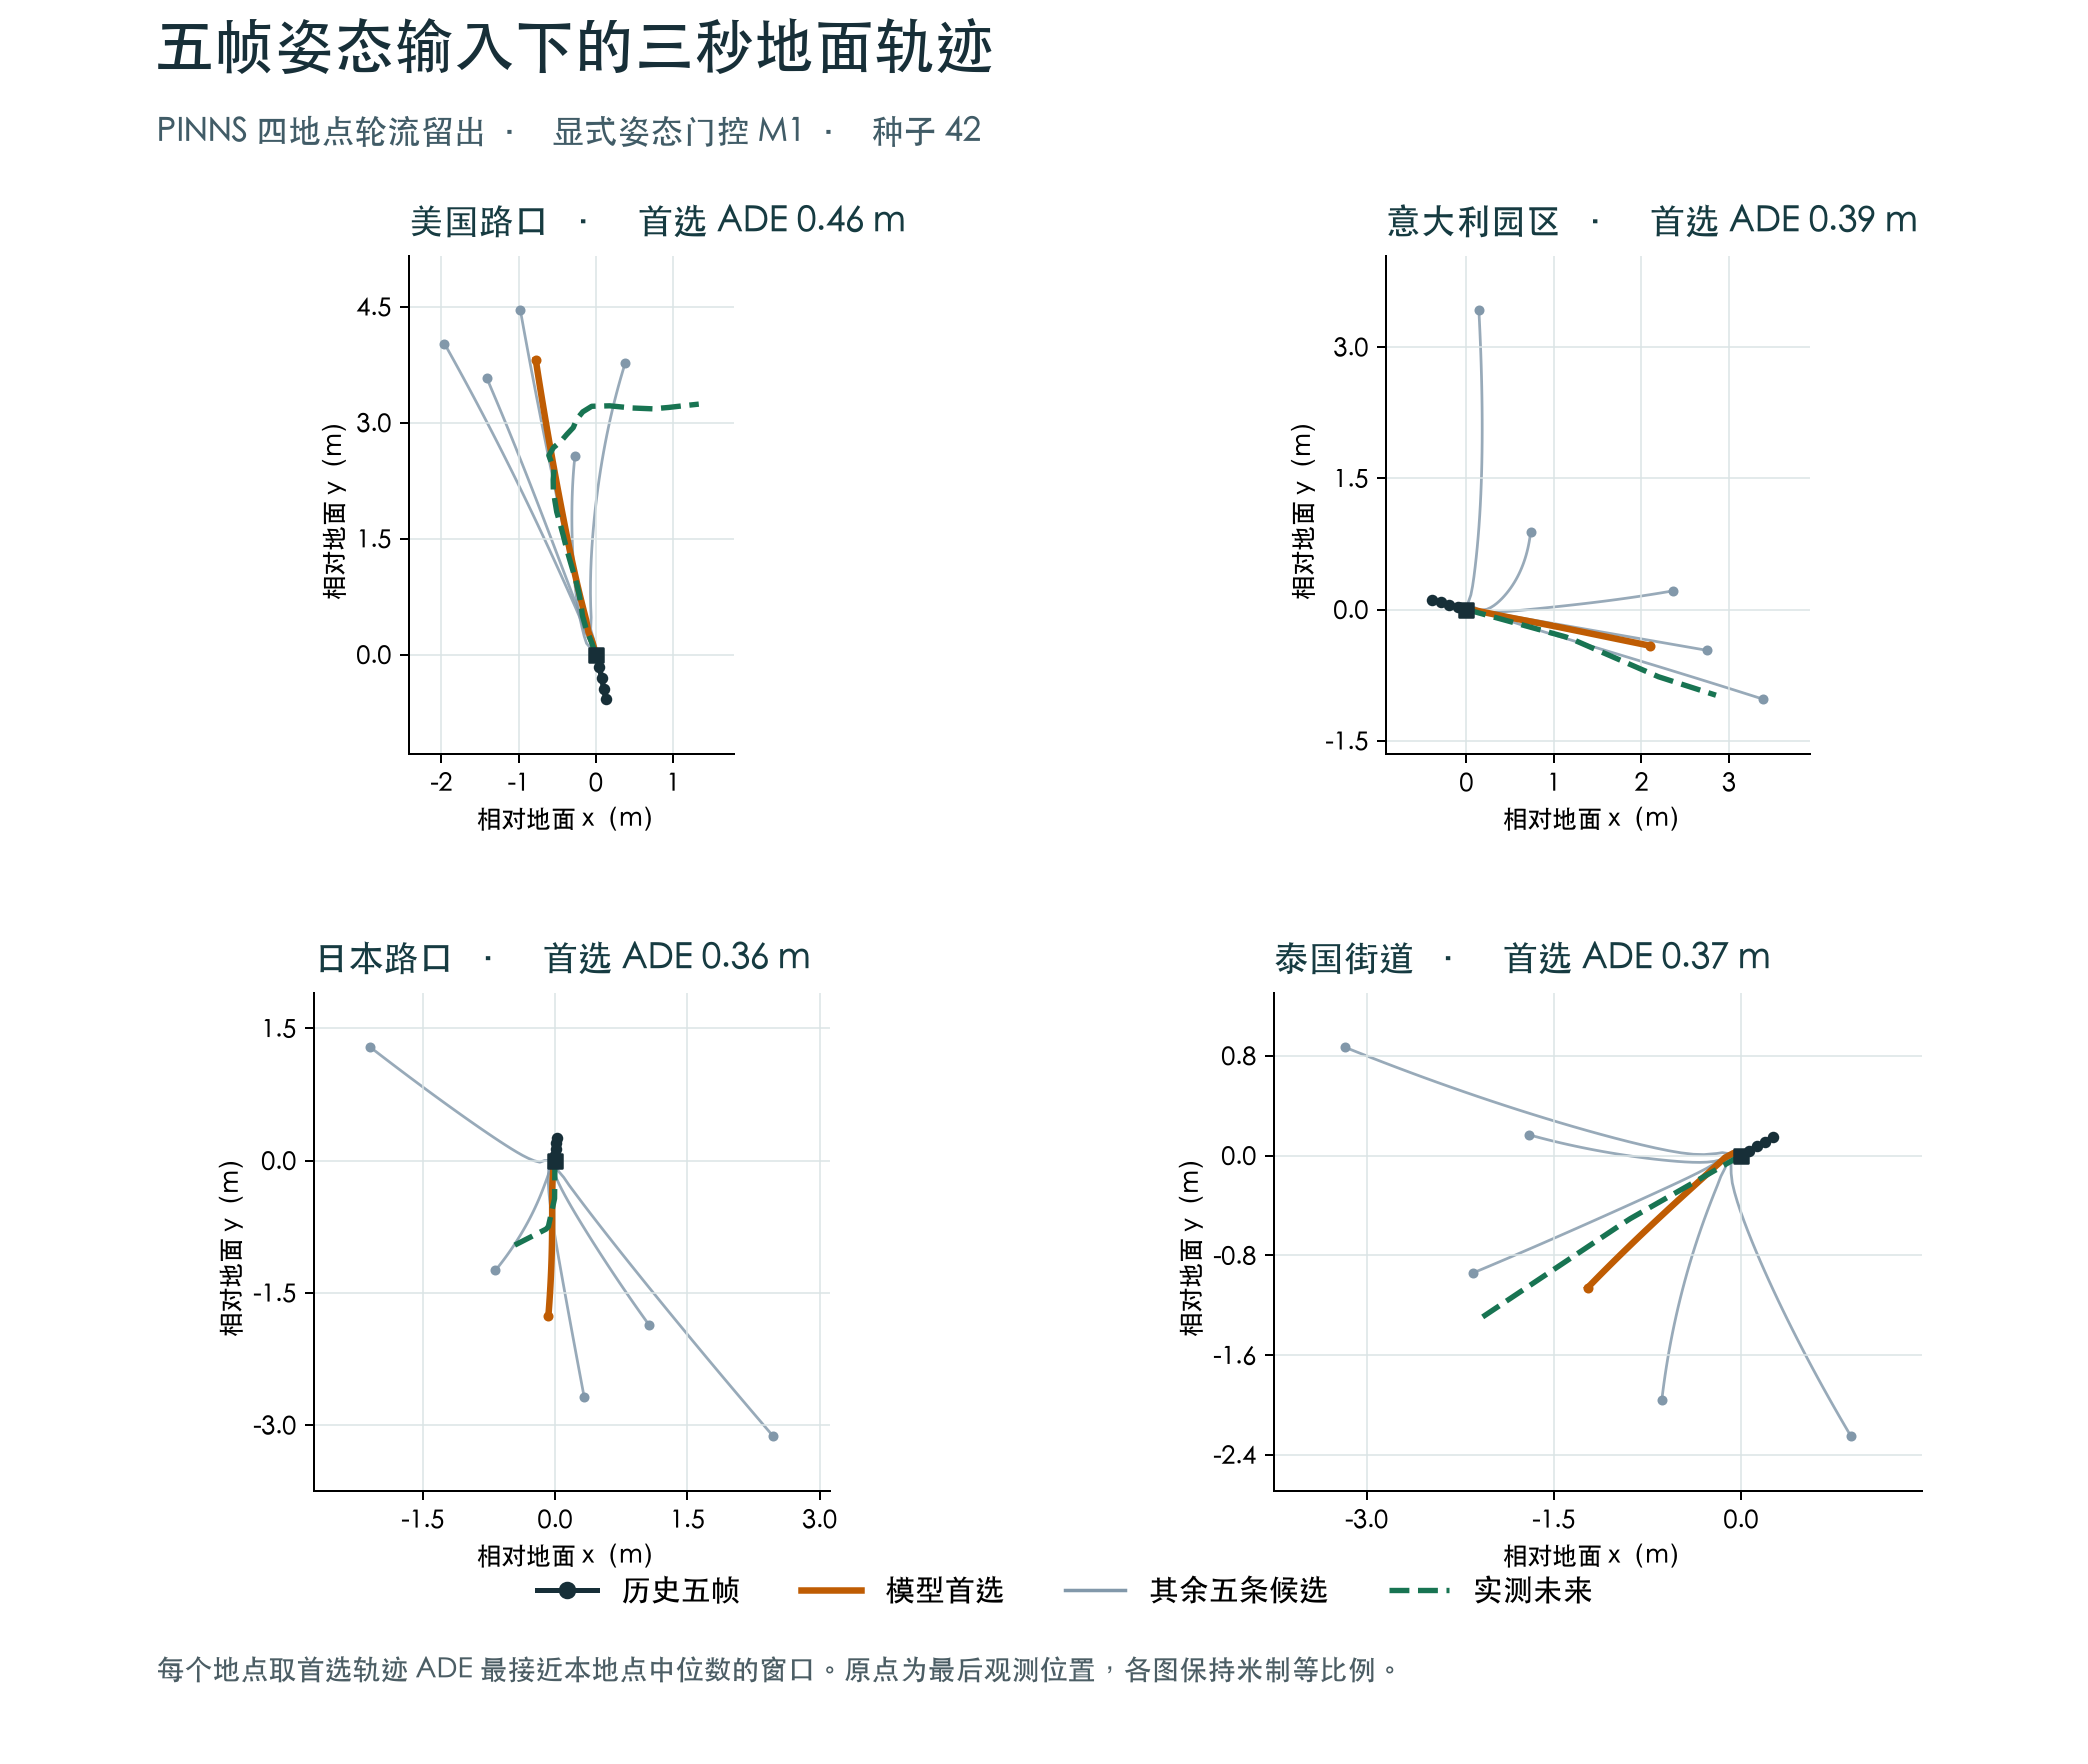 五帧姿态输入下的三秒地面轨迹
PINNS 四地点轮流留出 · 显式姿态门控 M1 · 种子 42
美国路口 · 首选 ADE 0.46 m
4.5
3.0
1.5
0.0
相对地面 y (m)
-2 -1 0 1
相对地面 x (m)
意大利园区 · 首选 ADE 0.39 m
3.0
1.5
0.0
-1.5
相对地面 y (m)
0 1 2 3
相对地面 x (m)
日本路口 · 首选 ADE 0.36 m
1.5
0.0
-1.5
-3.0
相对地面 y (m)
-1.5 0.0 1.5 3.0
相对地面 x (m)
泰国街道 · 首选 ADE 0.37 m
0.8
0.0
-0.8
-1.6
-2.4
相对地面 y (m)
-3.0 -1.5 0.0
相对地面 x (m)
历史五帧 模型首选 其余五条候选 实测未来
每个地点取首选轨迹 ADE 最接近本地点中位数的窗口。原点为最后观测位置，各图保持米制等比例。